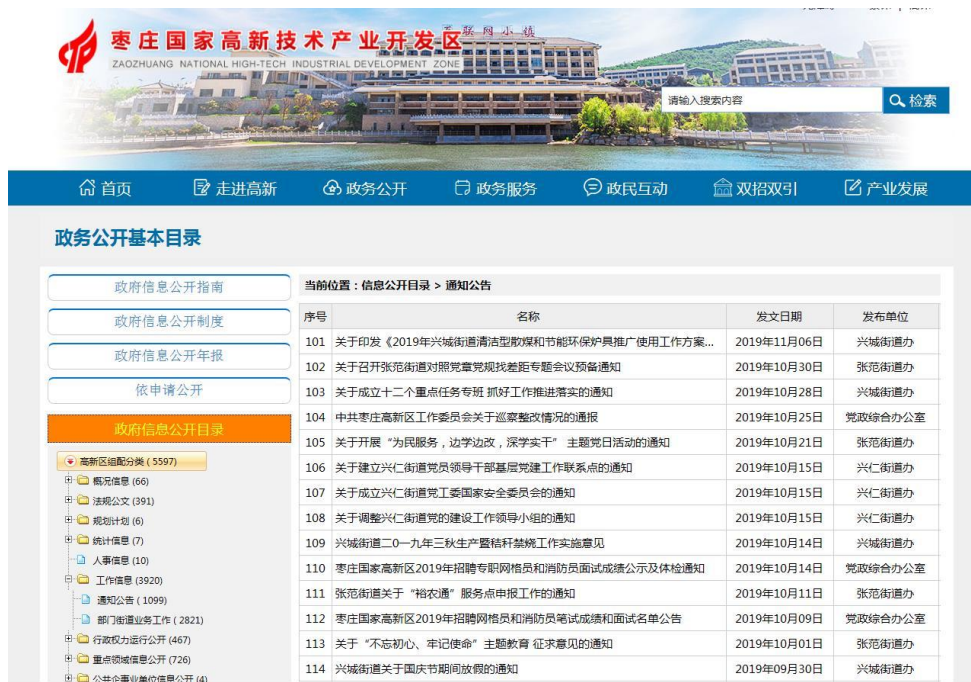 枣庄国家高新技术产业开发区
ZAOZHUANG NATIONAL HIGH-TECH INDUSTRIAL DEVELOPMENT ZONE
互联网小镇
请输入搜索内容
检索
首页 走进高新 政务公开 政务服务 政民互动 双招双引 产业发展
政务公开基本目录
政府信息公开指南
政府信息公开制度
政府信息公开年报
依申请公开
政府信息公开目录
高新区组配分类 ( 5597)
概况信息 (66)
法规公文 (391)
规划计划 (6)
统计信息 (7)
人事信息 (10)
工作信息 (3920)
通知公告 ( 1099)
部门街道业务工作 ( 2821)
行政权力运行公开 (467)
重点领域信息公开 (726)
公共企事业单位信息公开 (4)
当前位置：信息公开目录 > 通知公告
序号 名称 发文日期 发布单位
101 关于印发《2019年兴城街道清洁型散煤和节能环保炉具推广使用工作方案... 2019年11月06日 兴城街道办
102 关于召开张范街道对照党章党规找差距专题会议预备通知 2019年10月30日 张范街道办
103 关于成立十二个重点任务专班 抓好工作推进落实的通知 2019年10月28日 兴城街道办
104 中共枣庄高新区工作委员会关于巡察整改情况的通报 2019年10月25日 党政综合办公室
105 关于开展“为民服务，边学边改，深学实干” 主题党日活动的通知 2019年10月21日 张范街道办
106 关于建立兴仁街道党员领导干部基层党建工作联系点的通知 2019年10月15日 兴仁街道办
107 关于成立兴仁街道党工委国家安全委员会的通知 2019年10月15日 兴仁街道办
108 关于调整兴仁街道党的建设工作领导小组的通知 2019年10月15日 兴仁街道办
109 兴城街道二0一九年三秋生产暨秸秆禁烧工作实施意见 2019年10月14日 兴城街道办
110 枣庄国家高新区2019年招聘专职网格员和消防员面试成绩公示及体检通知 2019年10月14日 党政综合办公室
111 张范街道关于“裕农通”服务点申报工作的通知 2019年10月11日 张范街道办
112 枣庄国家高新区2019年招聘网格员和消防员笔试成绩和面试名单公告 2019年10月09日 党政综合办公室
113 关于“不忘初心、牢记使命”主题教育 征求意见的通知 2019年10月01日 张范街道办
114 兴城街道关于国庆节期间放假的通知 2019年09月30日 兴城街道办